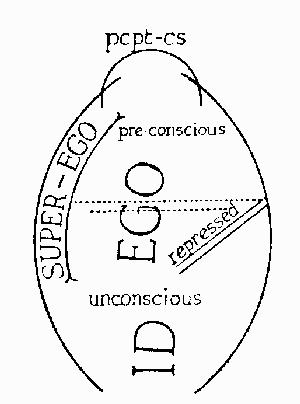 pcpt-cs
pre-conscious
SUPER-EGO
EGO
repressed
unconscious
ID